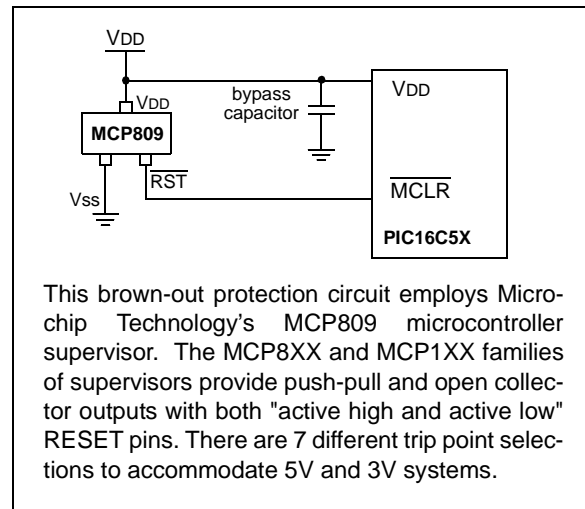 VDD
VDD
bypass
capacitor
VDD
MCP809
RST
Vss
MCLR
PIC16C5X
This brown-out protection circuit employs Micro-
chip Technology's MCP809 microcontroller
supervisor. The MCP8XX and MCP1XX families
of supervisors provide push-pull and open collec-
tor outputs with both "active high and active low"
RESET pins. There are 7 different trip point selec-
tions to accommodate 5V and 3V systems.